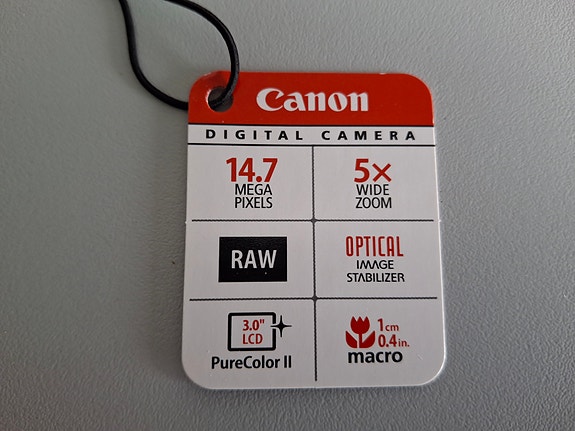 Canon
DIGITAL CAMERA
14.7
MEGA
PIXELS
5x
WIDE
ZOOM
RAW
OPTICAL
IMAGE
STABILIZER
3.0"
LCD
PureColor II
1cm
0.4in.
macro